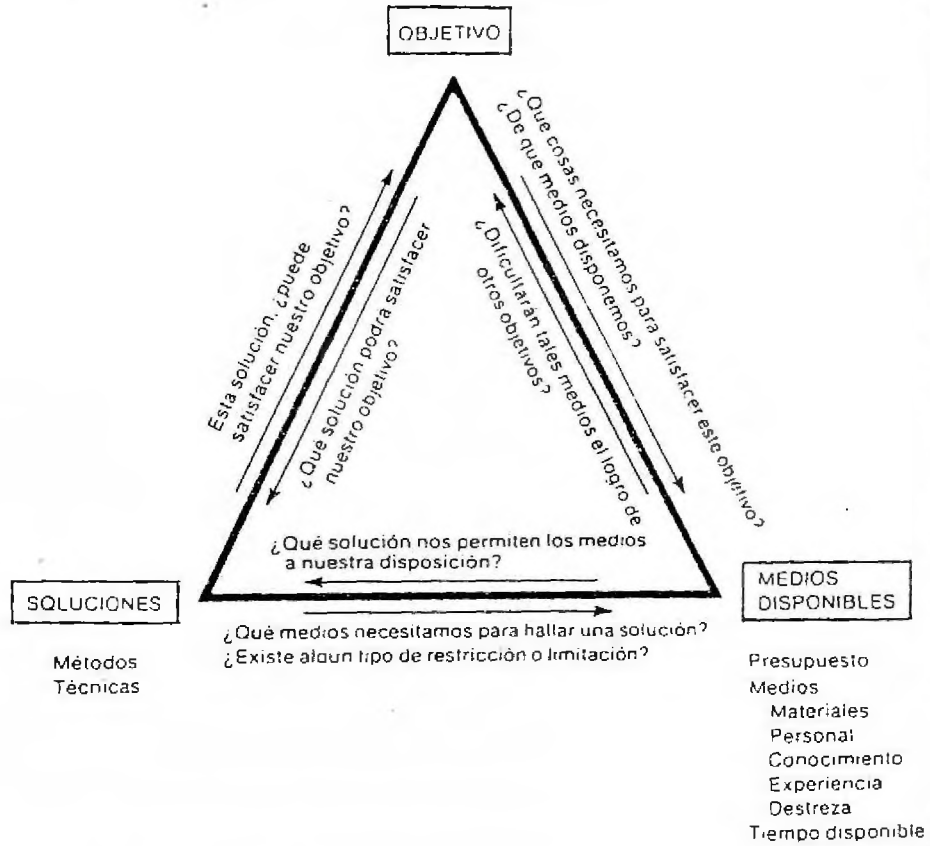 OBJETIVO
¿Que cosas necesitamos para satisfacer este objetivo?
¿De que medios disponemos?
¿Dificultarán tales medios el logro de
otros objetivos?
Esta solución, ¿puede
satisfacer nuestro objetivo?
¿Qué solución podra satisfacer
nuestro objetivo?
¿Qué solución nos permiten los medios
a nuestra disposición?
SOLUCIONES
Métodos
Técnicas
¿Qué medios necesitamos para hallar una solución?
¿Existe algun tipo de restricción o limitación?
MEDIOS
DISPONIBLES
Presupuesto
Medios
Materiales
Personal
Conocimiento
Experiencia
Destreza
Tiempo disponible